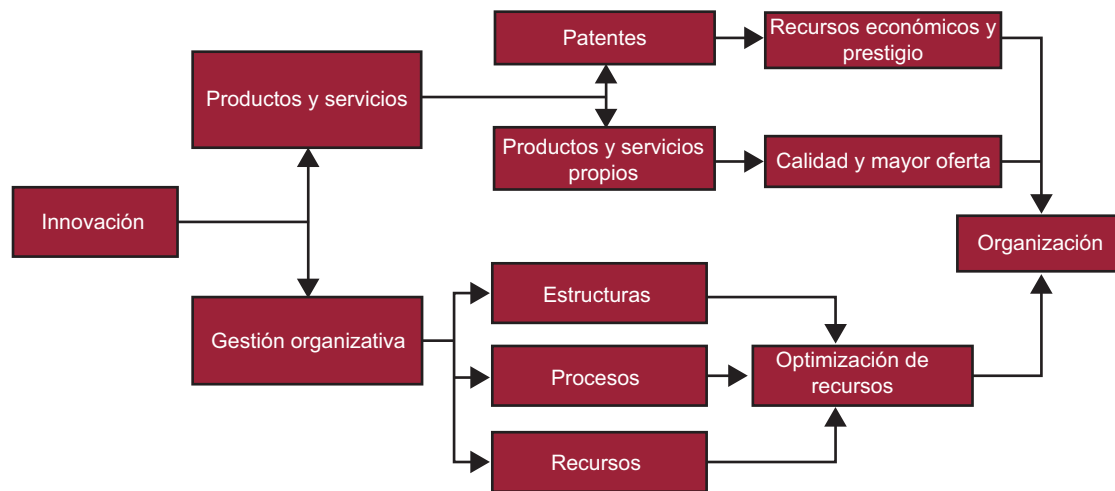 Patentes
Recursos económicos y
prestigio
Productos y servicios
Productos y servicios
propios
Calidad y mayor oferta
Innovación
Organización
Estructuras
Gestión organizativa
Procesos
Optimización de
recursos
Recursos